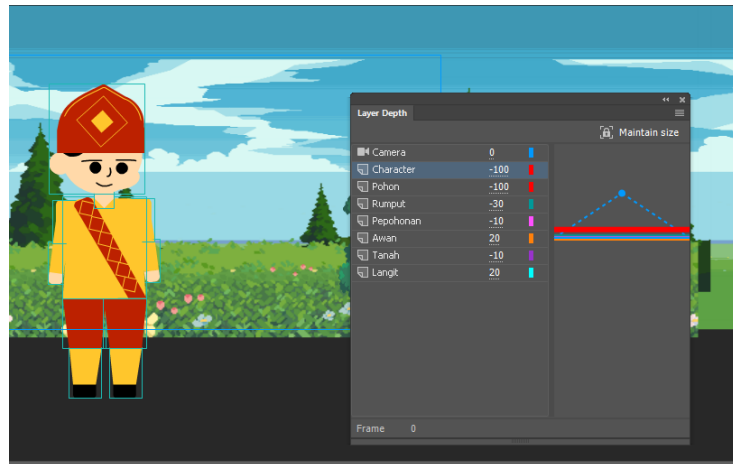 Layer Depth
Maintain size
Camera 0
Character -100
Pohon -100
Rumput -30
Pepohonan -10
Awan 20
Tanah -10
Langit 20
Frame 0